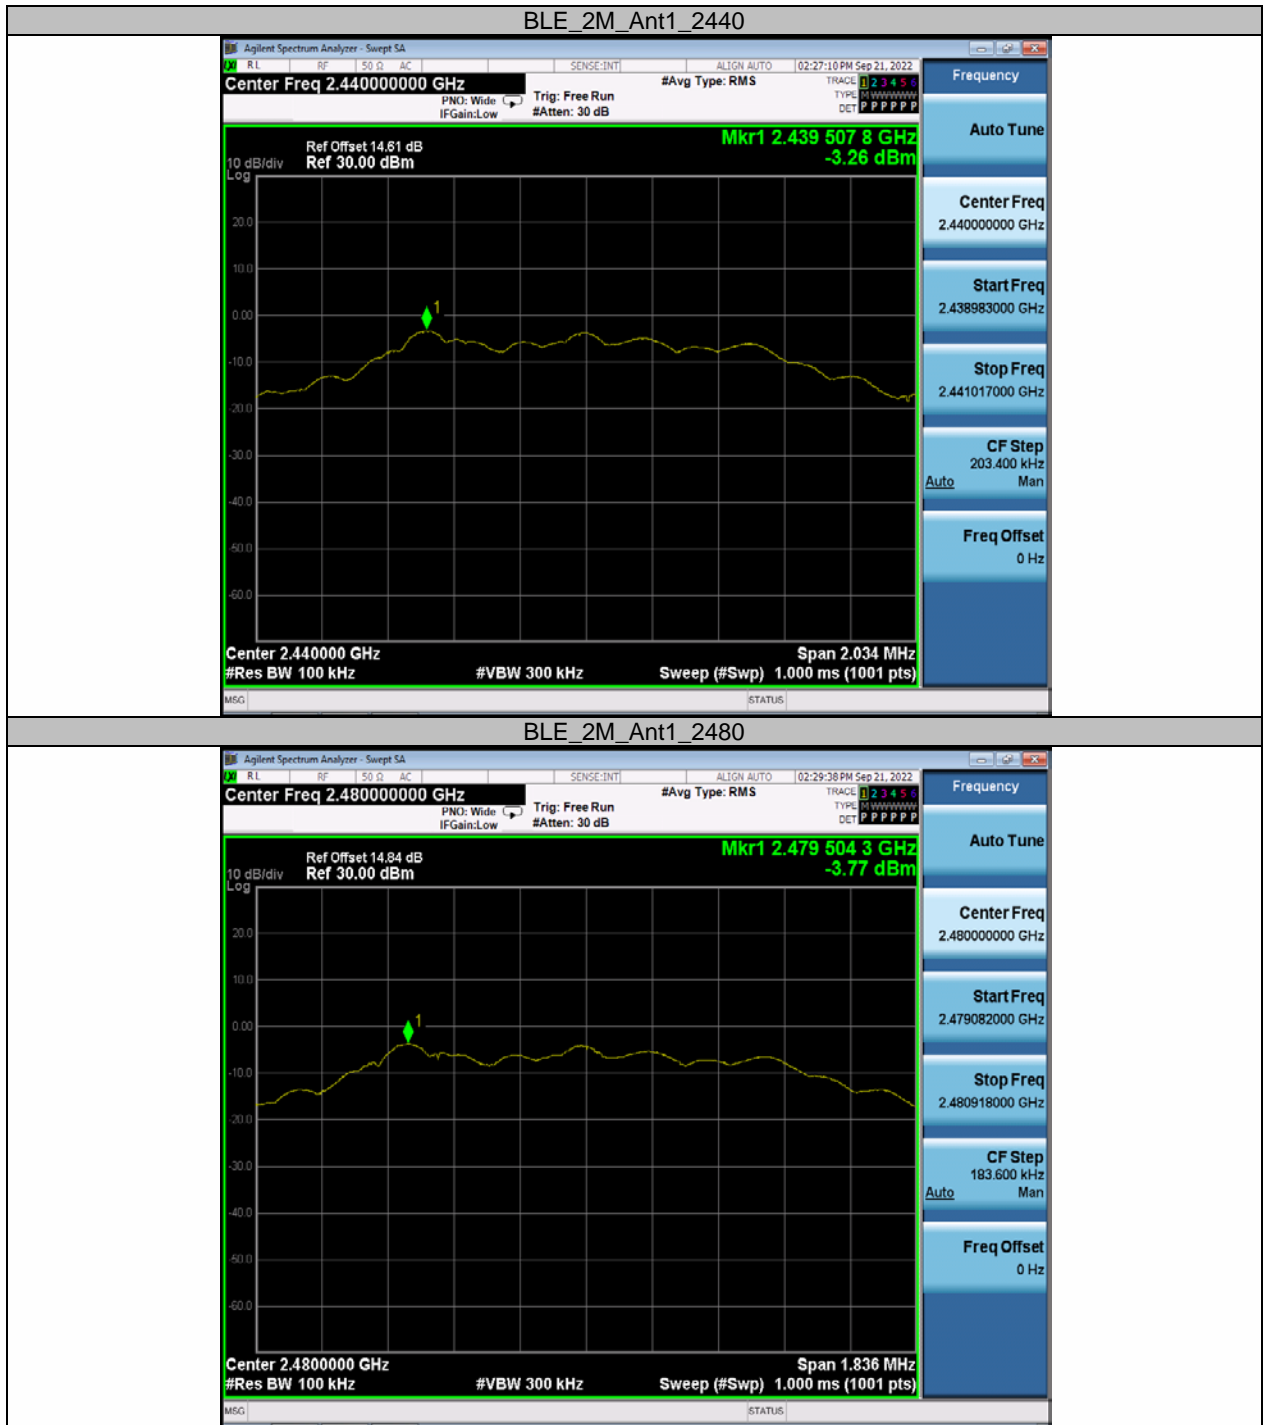 BLE_2M_Ant1_2440
Agilent Spectrum Analyzer - Swept SA
RL RF 50 Ω AC SENSE:INT ALIGN AUTO 02:27:10 PM Sep 21, 2022
Center Freq 2.440000000 GHz
#Avg Type: RMS
TRACE 1 2 3 4 5 6
PNO: Wide Trig: Free Run TYPE M W W W W W
IFGain:Low #Atten: 30 dB DET P P P P P P
Frequency
Auto Tune
Mkr1 2.439 507 8 GHz
-3.26 dBm
Ref Offset 14.61 dB
10 dB/div Ref 30.00 dBm
Log
20.0
10.0
0.00
-10.0
-20.0
-30.0
-40.0
-50.0
-60.0
1
Center Freq
2.440000000 GHz
Start Freq
2.438983000 GHz
Stop Freq
2.441017000 GHz
CF Step
203.400 kHz
Auto Man
Freq Offset
0 Hz
Center 2.440000 GHz Span 2.034 MHz
#Res BW 100 kHz #VBW 300 kHz Sweep (#Swp) 1.000 ms (1001 pts)
MSG STATUS
BLE_2M_Ant1_2480
Agilent Spectrum Analyzer - Swept SA
RL RF 50 Ω AC SENSE:INT ALIGN AUTO 02:29:38 PM Sep 21, 2022
Center Freq 2.480000000 GHz
#Avg Type: RMS
TRACE 1 2 3 4 5 6
PNO: Wide Trig: Free Run TYPE M W W W W W
IFGain:Low #Atten: 30 dB DET P P P P P P
Frequency
Auto Tune
Mkr1 2.479 504 3 GHz
-3.77 dBm
Ref Offset 14.84 dB
10 dB/div Ref 30.00 dBm
Log
20.0
10.0
0.00
-10.0
-20.0
-30.0
-40.0
-50.0
-60.0
1
Center Freq
2.480000000 GHz
Start Freq
2.479082000 GHz
Stop Freq
2.480918000 GHz
CF Step
183.600 kHz
Auto Man
Freq Offset
0 Hz
Center 2.4800000 GHz Span 1.836 MHz
#Res BW 100 kHz #VBW 300 kHz Sweep (#Swp) 1.000 ms (1001 pts)
MSG STATUS